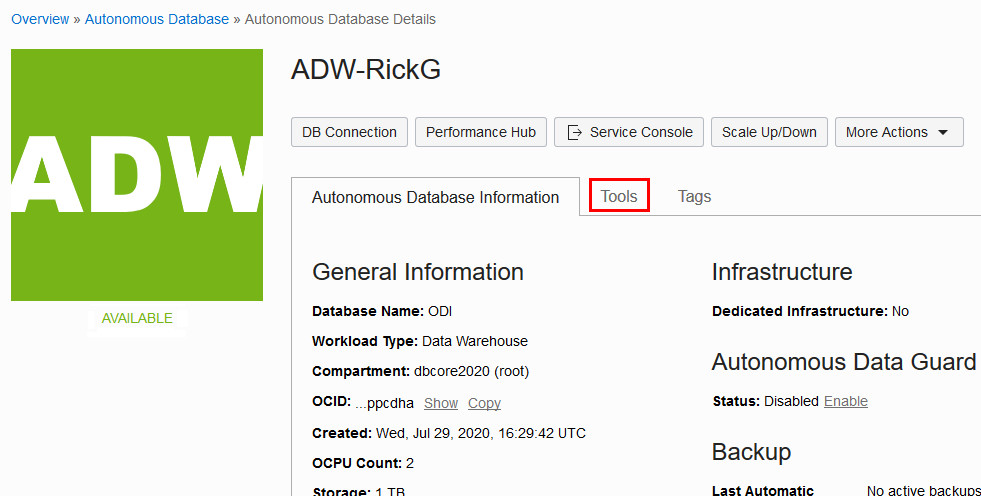 Overview » Autonomous Database » Autonomous Database Details
ADW
AVAILABLE
ADW-RickG
DB Connection
Performance Hub
Service Console
Scale Up/Down
More Actions
Autonomous Database Information
Tools
Tags
General Information
Database Name: ODI
Workload Type: Data Warehouse
Compartment: dbcore2020 (root)
OCID: ...ppcdha Show Copy
Created: Wed, Jul 29, 2020, 16:29:42 UTC
OCPU Count: 2
Storage: 1 TB
Infrastructure
Dedicated Infrastructure: No
Autonomous Data Guard
Status: Disabled Enable
Backup
Last Automatic No active backups